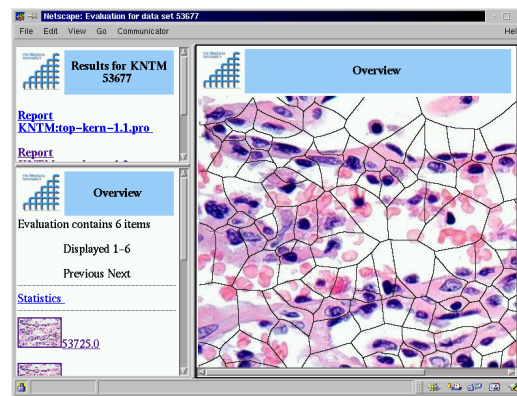 Netscape: Evaluation for data set 53677
File Edit View Go Communicator Hel
Results for KNTM
53677
Report
KNTM:top-kern-1.1.pro
Report
Overview
Overview
Evaluation contains 6 items
Displayed 1-6
Previous Next
Statistics
53725.0